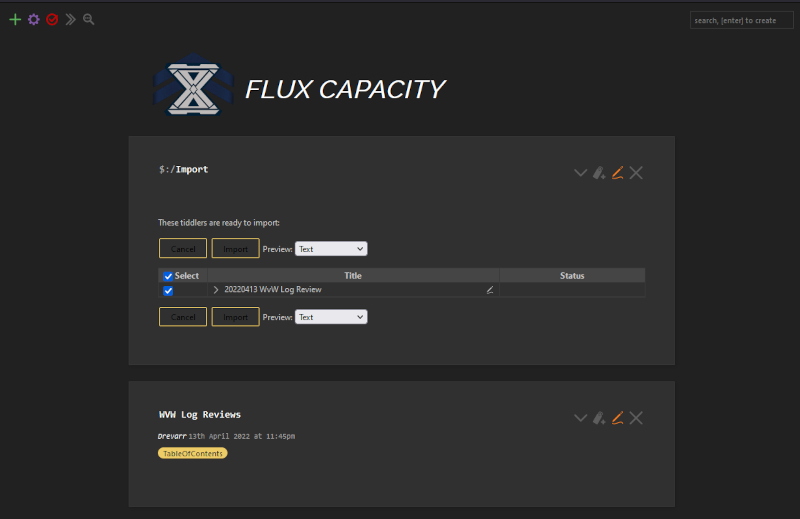 search, [enter] to create
FLUX CAPACITY
$:/Import
These tiddlers are ready to import:
Cancel Import Preview: Text
Select Title Status
20220413 WvW Log Review
Cancel Import Preview: Text
WVW Log Reviews
Drevarr 13th April 2022 at 11:45pm
TableOfContents